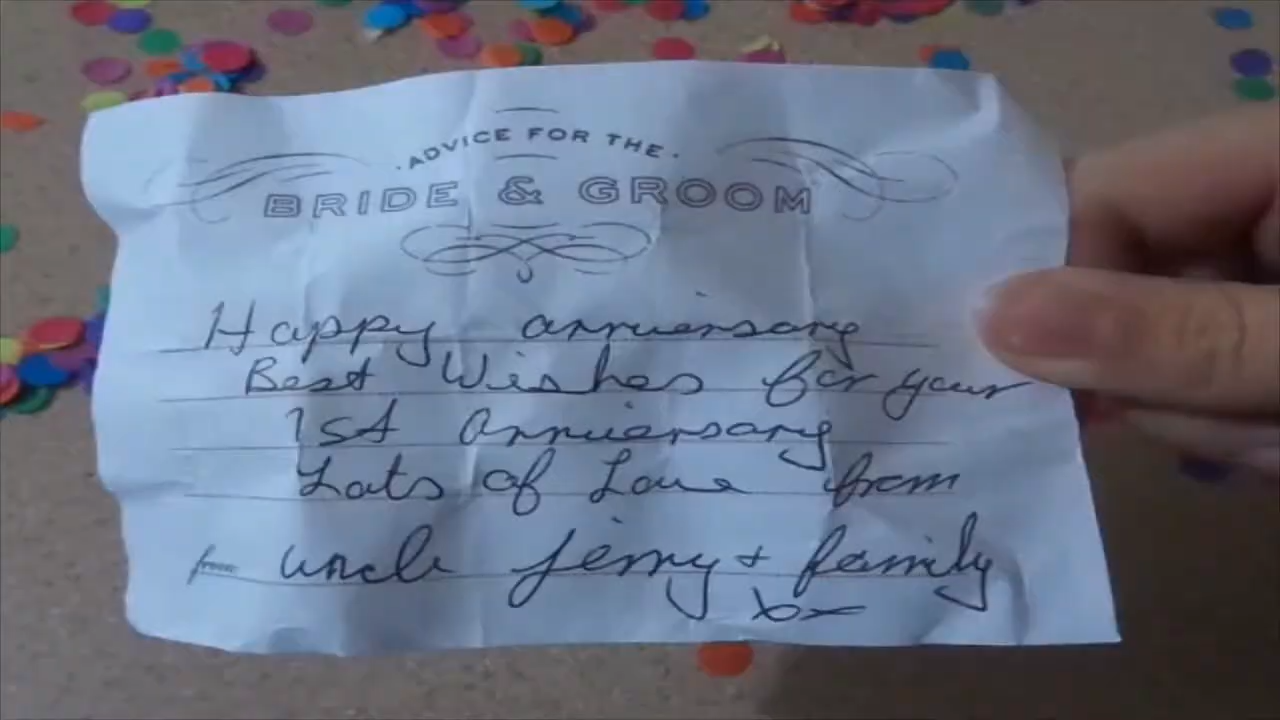 ·ADVICE FOR THE·
BRIDE & GROOM
Happy anniversary
Best Wishes for your
1st anniversary
Lots of Love from
from uncle jerry + family
xx